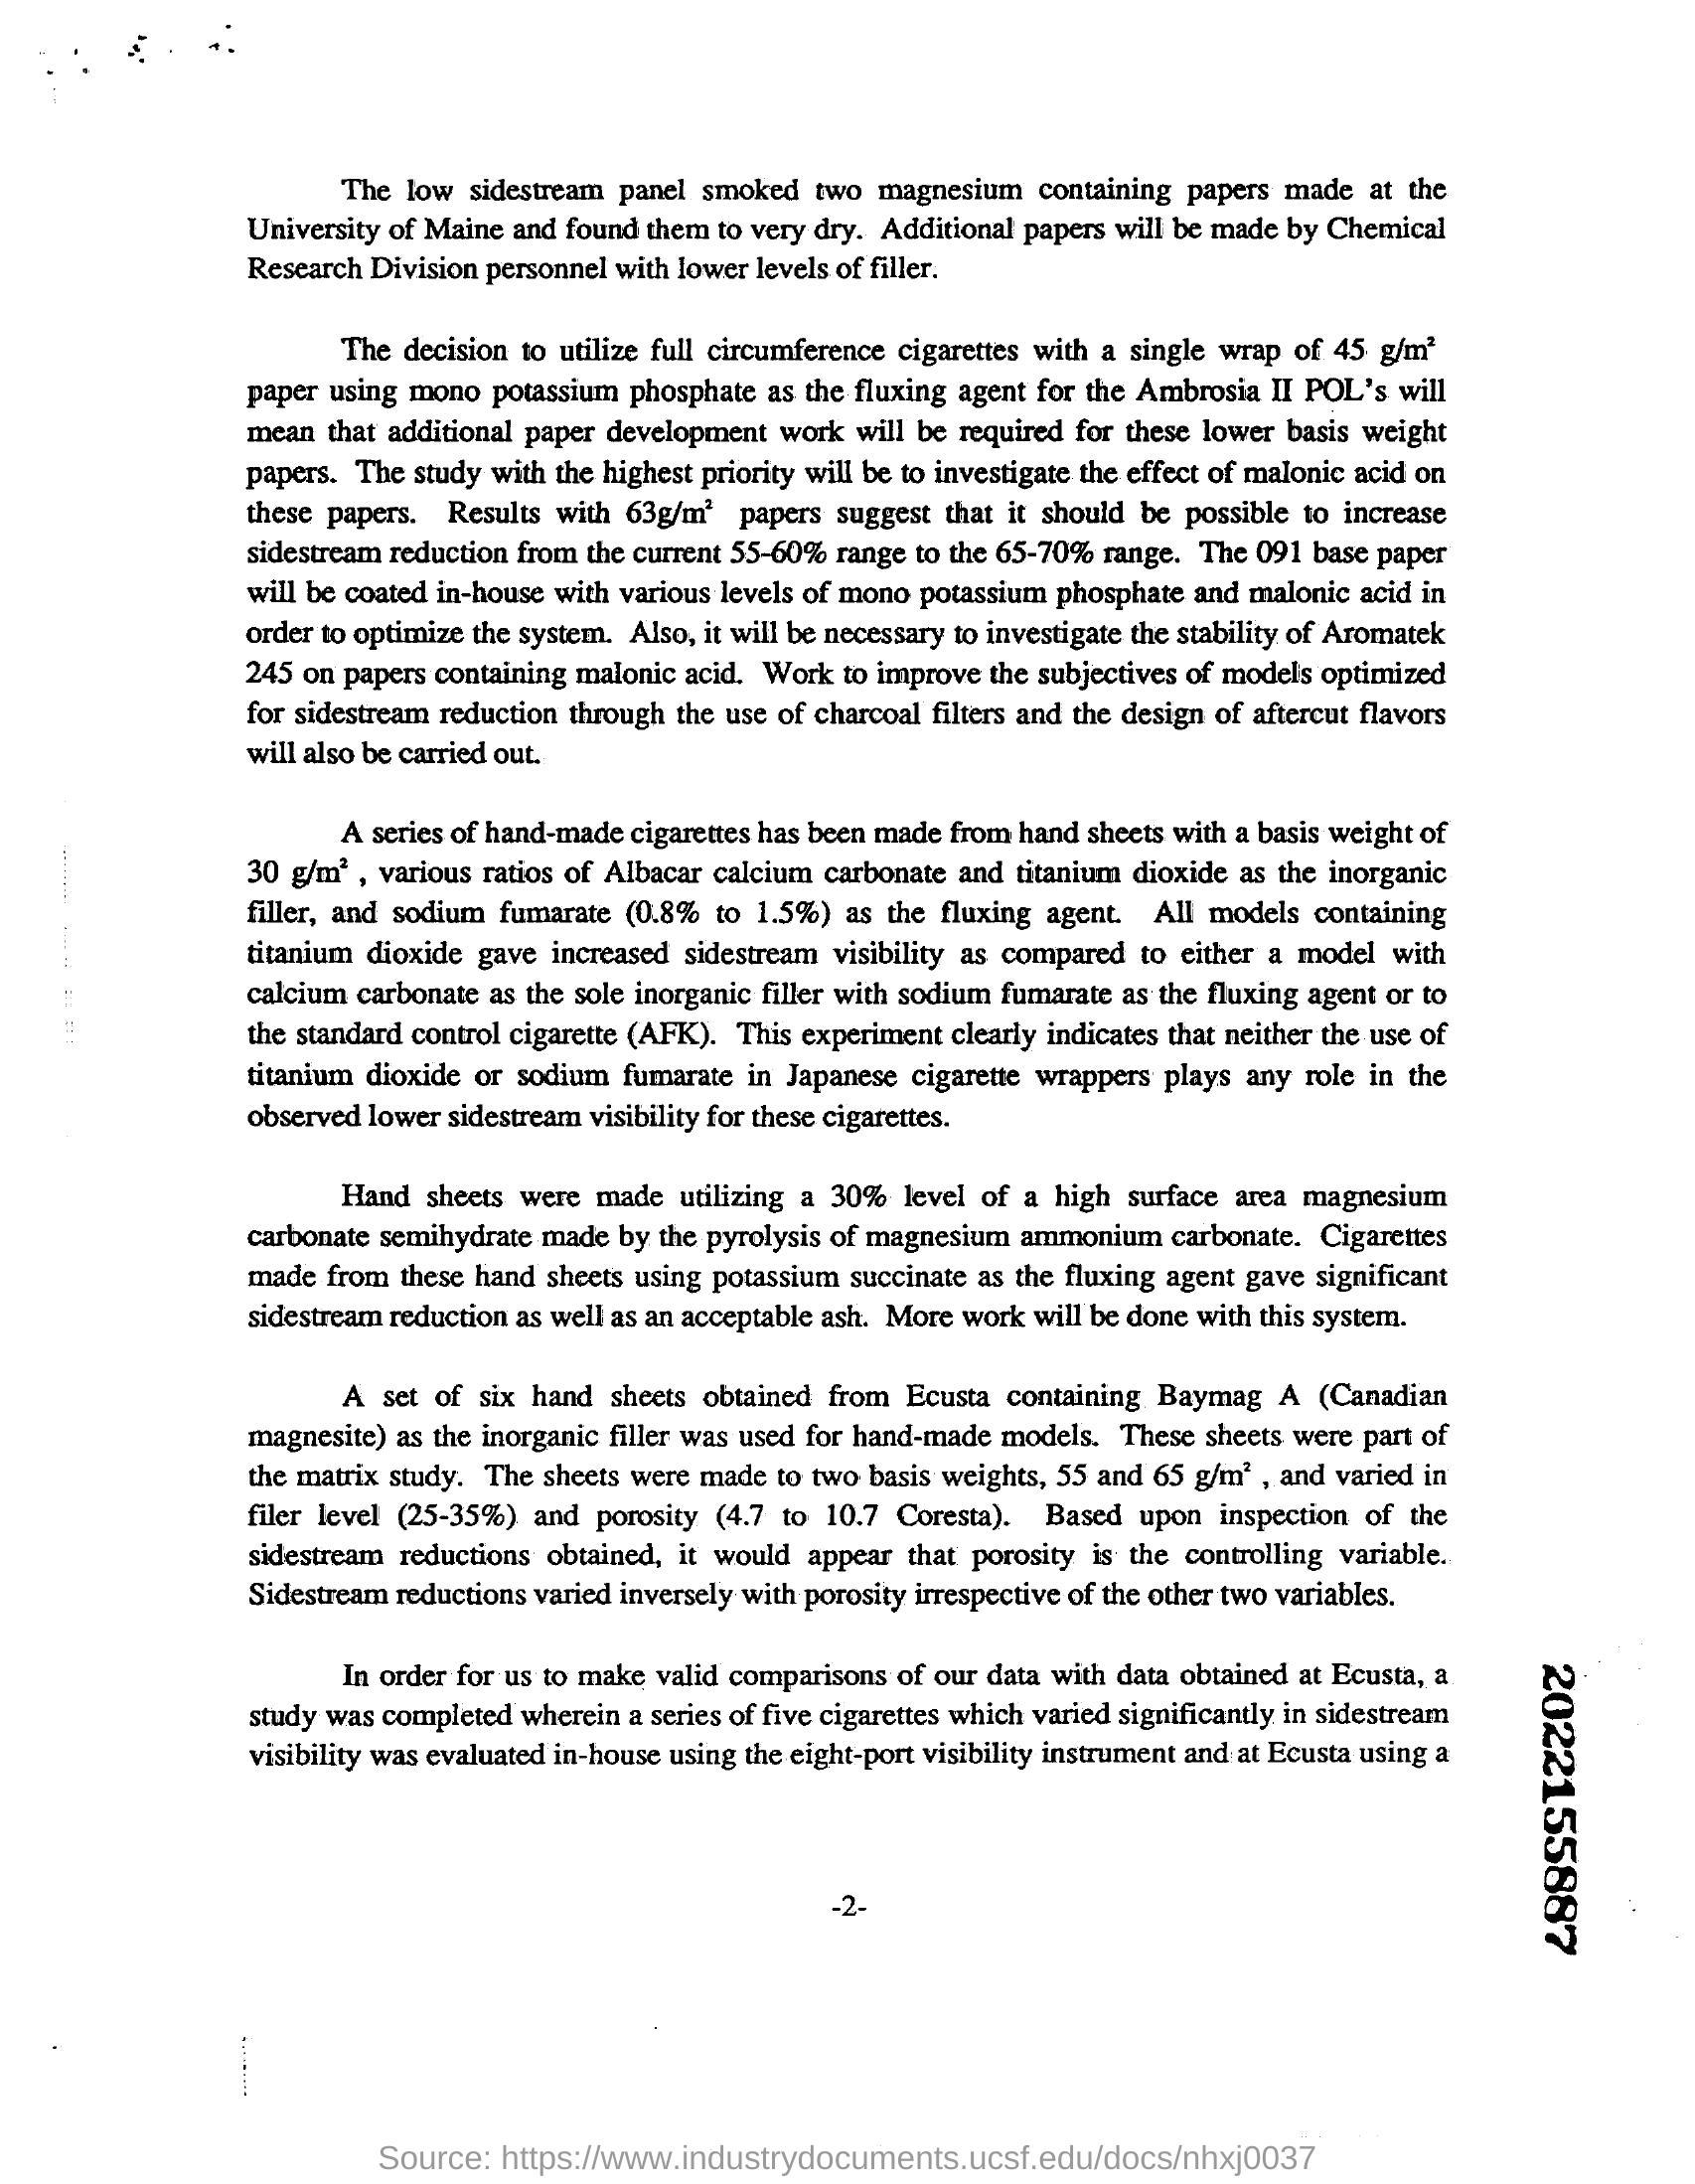 The low sidestream panel smoked two magnesium containing papers made at the
University of Maine and found them to very dry. Additional papers will be made by Chemical
Research Division personnel with lower levels of filler.
The decision to utilize full circumference cigarettes with a single wrap of 45 g/m²
paper using mono potassium phosphate as the fluxing agent for the Ambrosia II POL's will
mean that additional paper development work will be required for these lower basis weight
papers. The study with the highest priority will be to investigate the effect of malonic acid on
these papers. Results with 63g/m² papers suggest that it should be possible to increase
sidestream reduction from the current 55-60% range to the 65-70% range. The 091 base paper
will be coated in-house with various levels of mono potassium phosphate and malonic acid in
order to optimize the system. Also, it will be necessary to investigate the stability of Aromatek
245 on papers containing malonic acid. Work to improve the subjectives of models optimized
for sidestream reduction through the use of charcoal filters and the design of aftercut flavors
will also be carried out.
A series of hand-made cigarettes has been made from hand sheets with a basis weight of
30 g/m² , various ratios of Albacar calcium carbonate and titanium dioxide as the inorganic
filler, and sodium fumarate (0.8% to 1.5%) as the fluxing agent. All models containing
titanium dioxide gave increased sidestream visibility as compared to either a model with
calcium carbonate as the sole inorganic filler with sodium fumarate as the fluxing agent or to
the standard control cigarette (AFK). This experiment clearly indicates that neither the use of
titanium dioxide or sodium fumarate in Japanese cigarette wrappers plays any role in the
observed lower sidestream visibility for these cigarettes.
Hand sheets were made utilizing a 30% level of a high surface area magnesium
carbonate semihydrate made by the pyrolysis of magnesium ammonium carbonate. Cigarettes
made from these hand sheets using potassium succinate as the fluxing agent gave significant
sidestream reduction as well as an acceptable ash. More work will be done with this system.
A set of six hand sheets obtained from Ecusta containing Baymag A (Canadian
magnesite) as the inorganic filler was used for hand-made models. These sheets were part of
the matrix study. The sheets were made to two basis weights, 55 and 65 g/m² , and varied in
filer level (25-35%) and porosity (4.7 to 10.7 Coresta). Based upon inspection of the
sidestream reductions obtained, it would appear that porosity is the controlling variable.
Sidestream reductions varied inversely with porosity irrespective of the other two variables.
In order for us to make valid comparisons of our data with data obtained at Ecusta, a
study was completed wherein a series of five cigarettes which varied significantly in sidestream
visibility was evaluated in-house using the eight-port visibility instrument and at Ecusta using a
2022155887
-2-
Source: https://www.industrydocuments.ucsf.edu/docs/nhxj0037